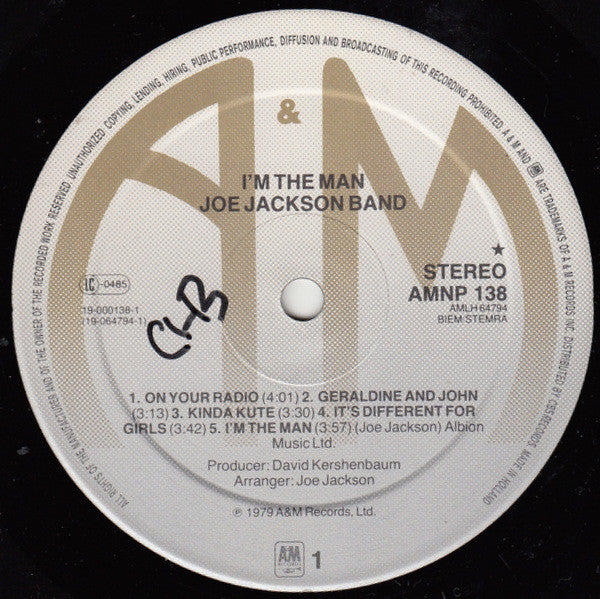 ALL RIGHTS OF THE MANUFACTURER AND OF THE OWNER OF THE RECORDED WORK RESERVED. UNAUTHORIZED COPYING, LENDING, HIRING, PUBLIC PERFORMANCE, DIFFUSION AND BROADCASTING OF THIS RECORDING PROHIBITED. A & M AND A&M ARE TRADEMARKS OF A & M RECORDS INC. DISTRIBUTED BY CBS RECORDS. MADE IN HOLLAND
A & M
I'M THE MAN
JOE JACKSON BAND
LC-0485
STEREO
AMNP 138
19-000138-1
AMLH 64794
(19-064794-1)
BIEM/STEMRA
1. ON YOUR RADIO (4:01) 2. GERALDINE AND JOHN
(3:13) 3. KINDA KUTE (3:30) 4. IT'S DIFFERENT FOR
GIRLS (3:42) 5. I'M THE MAN (3:57) (Joe Jackson) Albion
Music Ltd.
Producer: David Kershenbaum
Arranger: Joe Jackson
℗ 1979 A&M Records, Ltd.
A&M
RECORDS
1